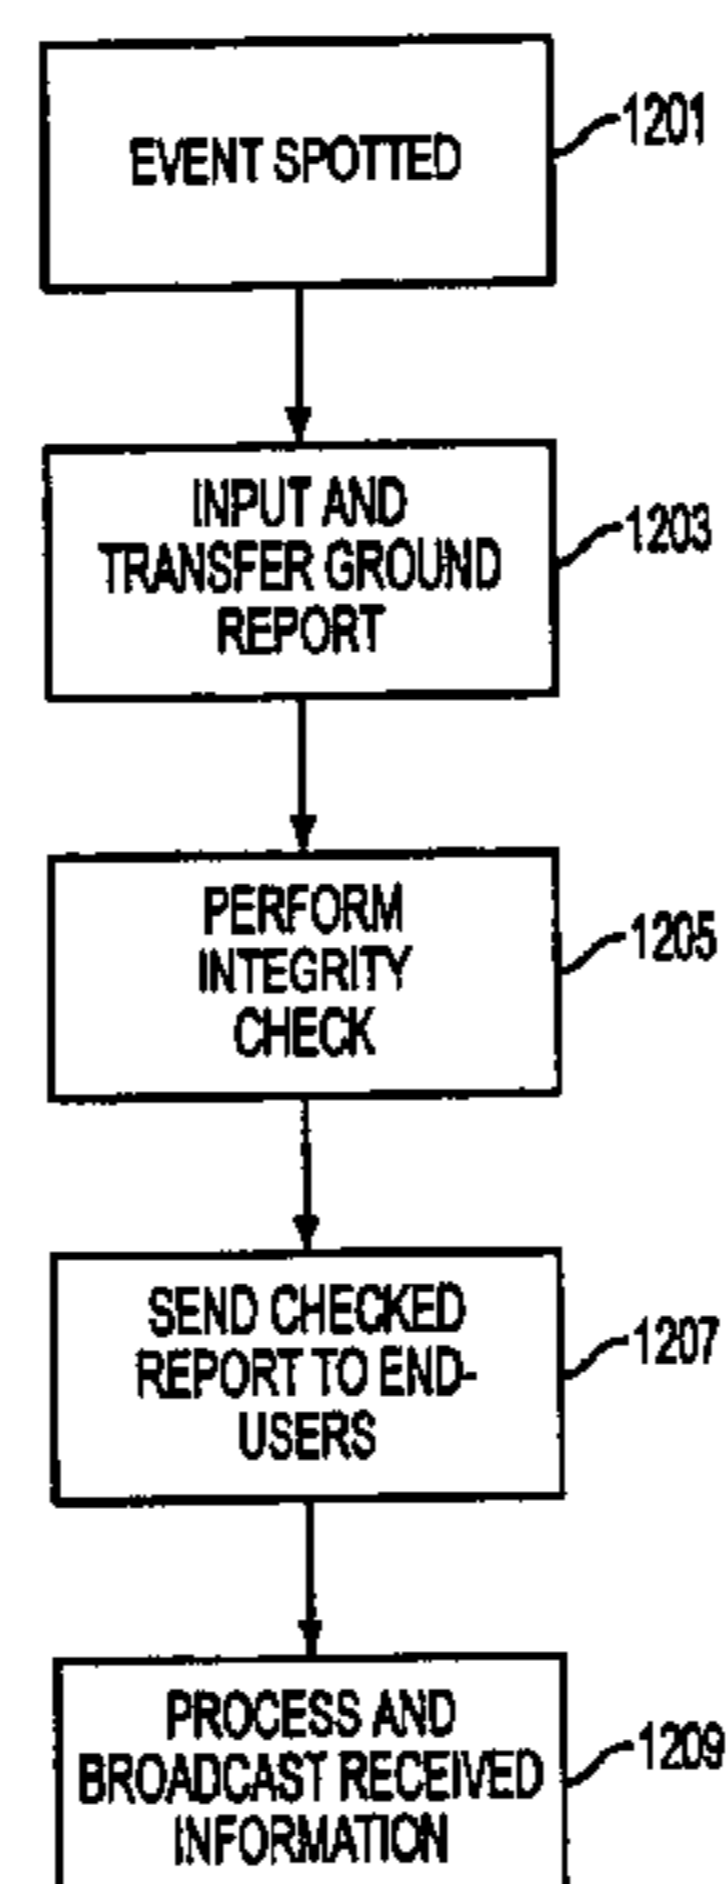 EVENT SPOTTED
1201
INPUT AND
TRANSFER GROUND
REPORT
1203
PERFORM
INTEGRITY
CHECK
1205
SEND CHECKED
REPORT TO END-
USERS
1207
PROCESS AND
BROADCAST RECEIVED
INFORMATION
1209